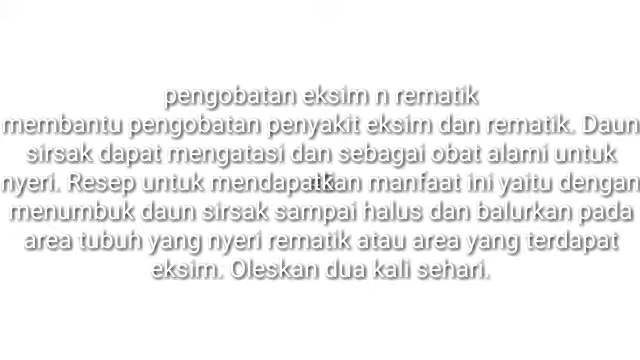 pengobatan eksim n rematik
membantu pengobatan penyakit eksim dan rematik. Daun
sirsak dapat mengatasi dan sebagai obat alami untuk
nyeri. Resep untuk mendapatkan manfaat ini yaitu dengan
menumbuk daun sirsak sampai halus dan balurkan pada
area tubuh yang nyeri rematik atau area yang terdapat
eksim. Oleskan dua kali sehari.